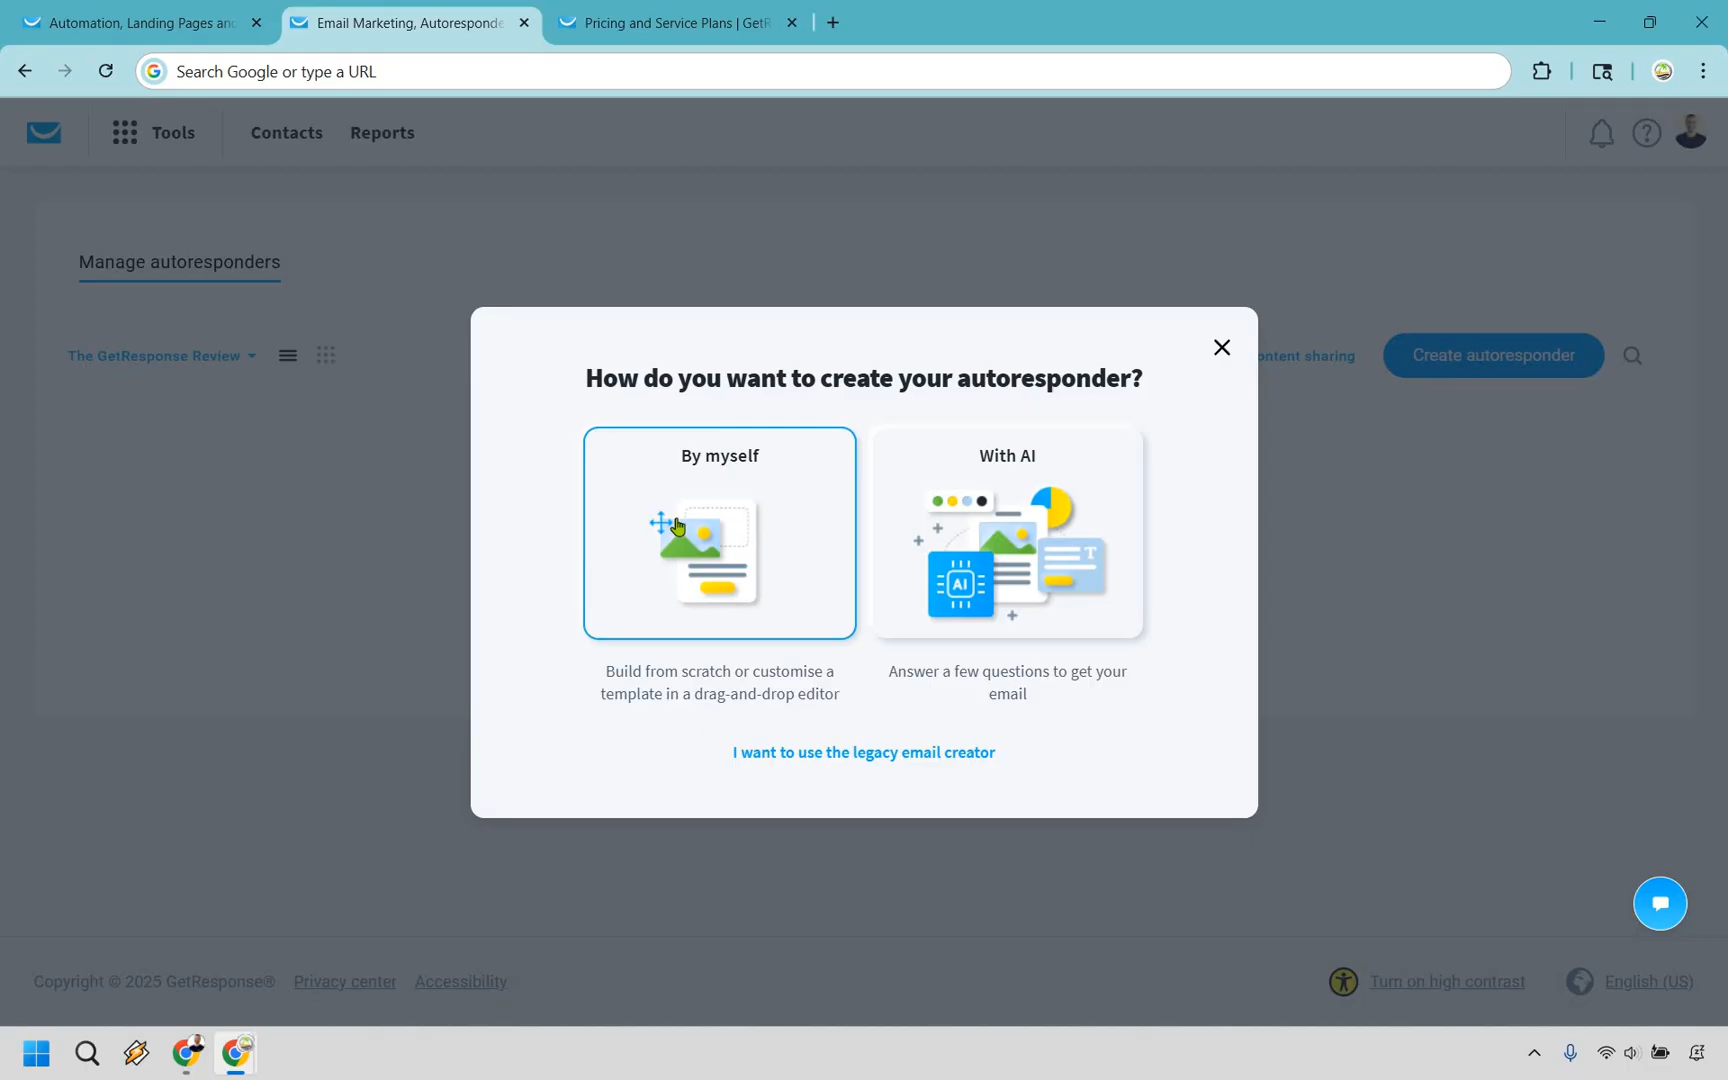 Automation, Landing Pages and
Email Marketing, Autoresponde
Pricing and Service Plans | GetR
Search Google or type a URL
Tools
Contacts
Reports
Manage autoresponders
The GetResponse Review
ontent sharing
Create autoresponder
How do you want to create your autoresponder?
By myself
With AI
T
AI
Build from scratch or customise a
template in a drag-and-drop editor
Answer a few questions to get your
email
I want to use the legacy email creator
Copyright © 2025 GetResponse®
Privacy center
Accessibility
Turn on high contrast
English (US)